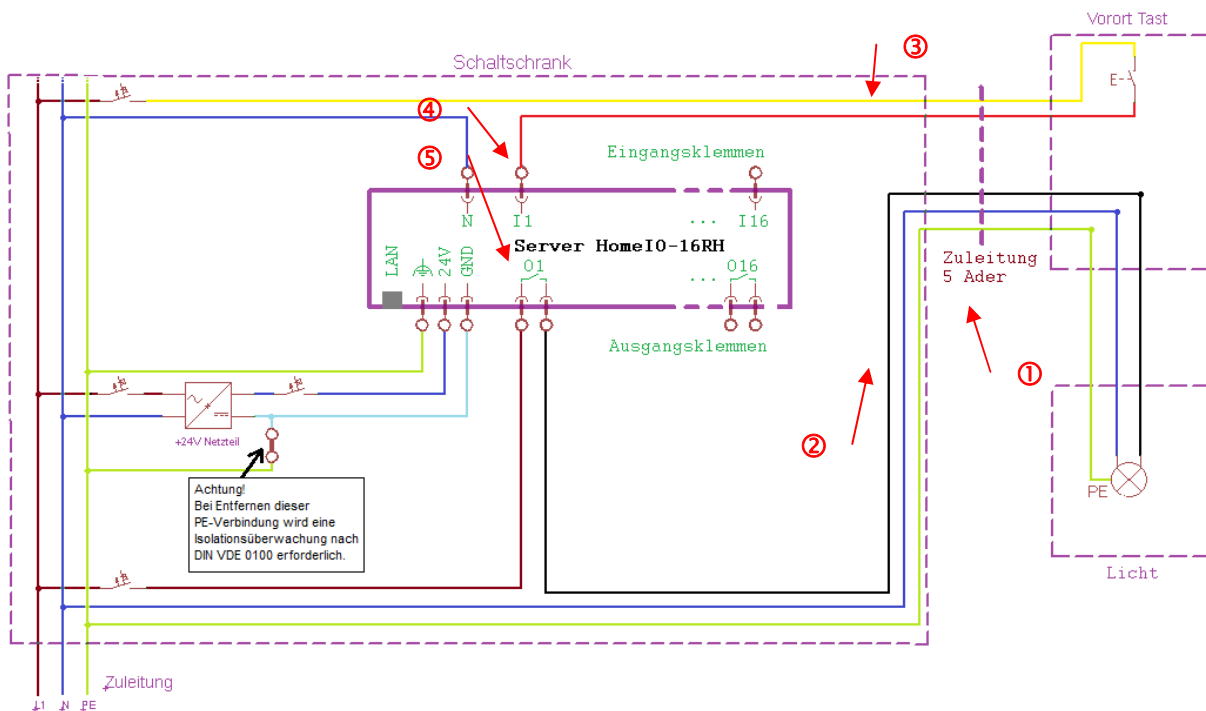 Vorort Tast
③
Schaltschrank
E
④
⑤
Eingangsklemmen
N I1 ... I16
Server HomeIO-16RH
LAN 24V GND O1 ... O16
Zuleitung
5 Ader
Ausgangsklemmen
①
②
+24V Netzteil
PE
Achtung!
Bei Entfernen dieser
PE-Verbindung wird eine
Isolationsüberwachung nach
DIN VDE 0100 erforderlich.
Licht
Zuleitung
L1 N PE